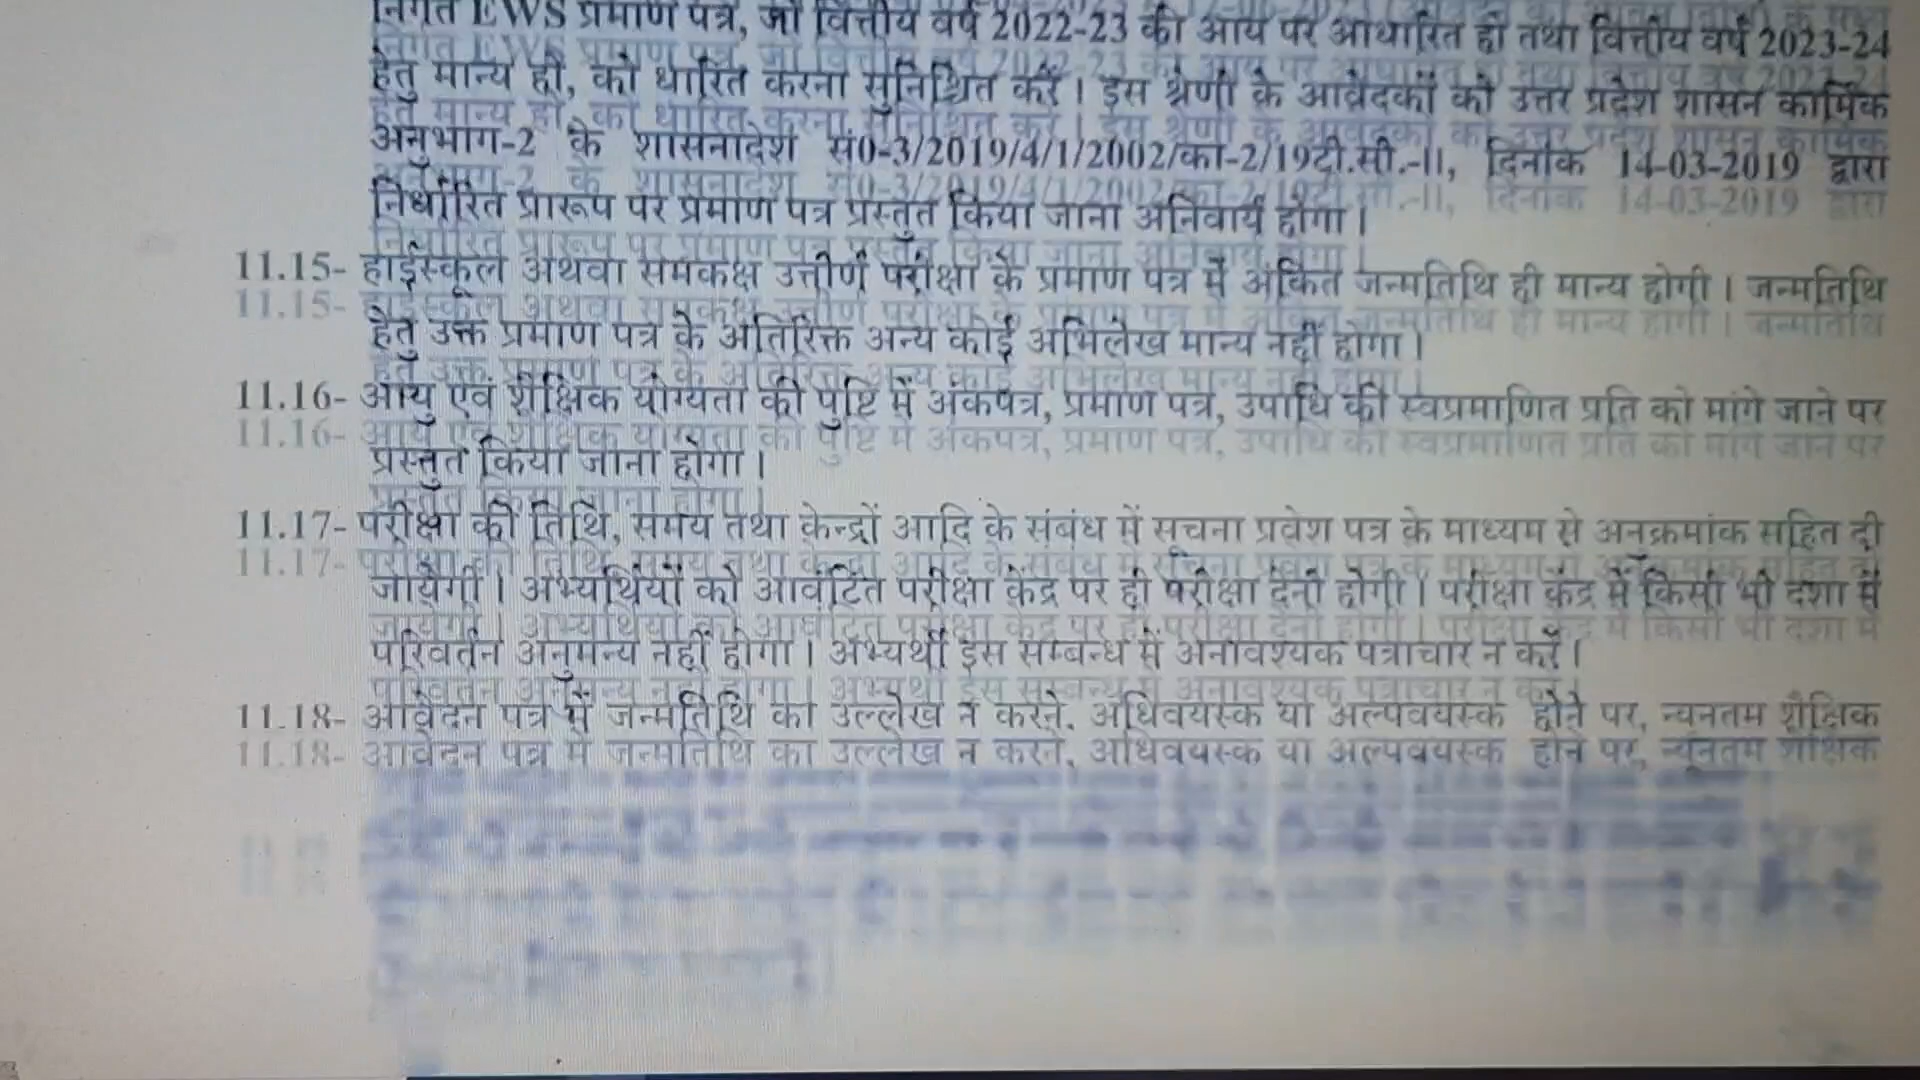 निर्गत EWS प्रमाण पत्र, जो वित्तीय वर्ष 2022-23 की आय पर आधारित हो तथा वित्तीय वर्ष 2023-24
हेतु मान्य हो, को धारित करना सुनिश्चित करें। इस श्रेणी के आवेदकों को उत्तर प्रदेश शासन कार्मिक
अनुभाग-2 के शासनादेश सं0-3/2019/4/1/2002/का-2/19टी.सी.-II, दिनांक 14-03-2019 द्वारा
निर्धारित प्रारूप पर प्रमाण पत्र प्रस्तुत किया जाना अनिवार्य होगा।
11.15- हाईस्कूल अथवा समकक्ष उत्तीर्ण परीक्षा के प्रमाण पत्र में अंकित जन्मतिथि ही मान्य होगी। जन्मतिथि
हेतु उक्त प्रमाण पत्र के अतिरिक्त अन्य कोई अभिलेख मान्य नहीं होगा।
11.16- आयु एवं शैक्षिक योग्यता की पुष्टि में अंकपत्र, प्रमाण पत्र, उपाधि की स्वप्रमाणित प्रति को मांगे जाने पर
प्रस्तुत किया जाना होगा।
11.17- परीक्षा की तिथि, समय तथा केन्द्रों आदि के संबंध में सूचना प्रवेश पत्र के माध्यम से अनुक्रमांक सहित दी
जायेगी। अभ्यर्थियों को आवंटित परीक्षा केंद्र पर ही परीक्षा देनी होगी। परीक्षा केंद्र में किसी भी दशा में
परिवर्तन अनुमन्य नहीं होगा। अभ्यर्थी इस सम्बन्ध में अनावश्यक पत्राचार न करें।
11.18- आवेदन पत्र में जन्मतिथि का उल्लेख न करने, अधिवयस्क या अल्पवयस्क होने पर, न्यूनतम शैक्षिक